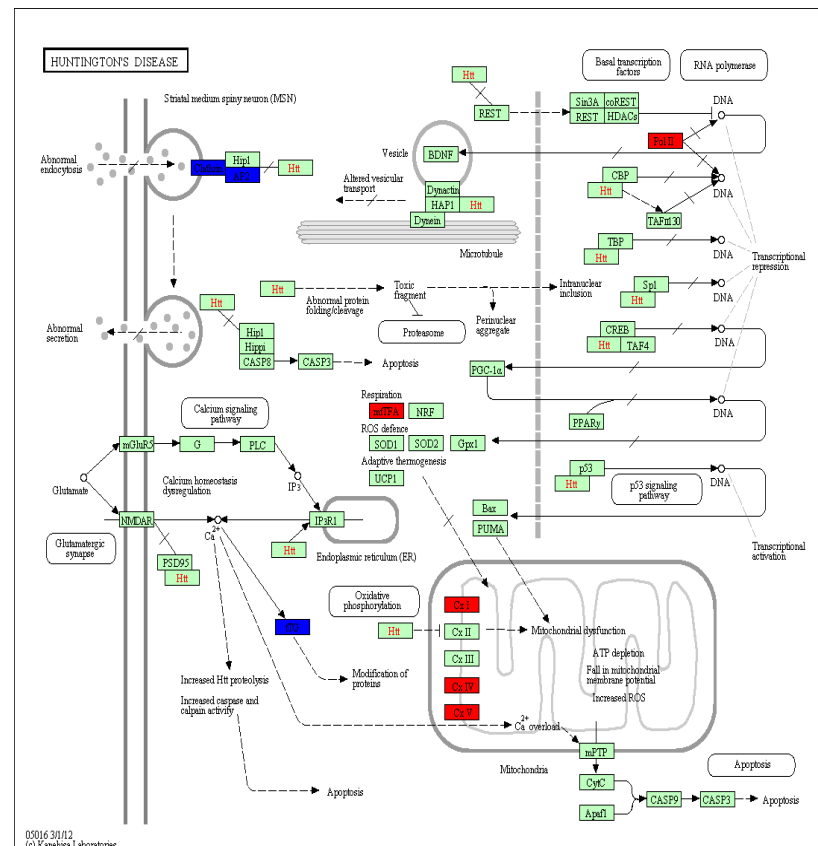 HUNTINGTON'S DISEASE
Striatal medium spiny neuron (MSN)
Basal transcription
factors
RNA polymerase
Htt
REST
Sin3A
coREST
REST
HDACs
DNA
Pol II
Abnormal
endocytosis
Hip1
AP2
Htt
Vesicle
BDNF
Altered vesicular
transport
Dynactin
HAP1
Htt
Dynein
Microtubule
CBP
Htt
DNA
TAFII130
TBP
Htt
DNA
Transcriptional
repression
Htt
Abnormal protein
folding/cleavage
Toxic
fragment
Intranuclear
inclusion
Sp1
Htt
DNA
Proteasome
Perinuclear
aggregate
Abnormal
secretion
Htt
Hip1
Hippi
CASP8
CASP3
Apoptosis
CREB
Htt
TAF4
DNA
PGC-1α
Respiration
mtTFA
NRF
ROS defence
SOD1
SOD2
Gpx1
Adaptive thermogenesis
UCP1
PPARγ
DNA
Calcium signaling
pathway
mGluR5
G
PLC
Glutamate
Calcium homeostasis
dysregulation
IP3
p53
Htt
DNA
p53 signaling
pathway
Bax
PUMA
NMDAR
Ca2+
IP3R1
Htt
Endoplasmic reticulum (ER)
Glutamatergic
synapse
PSD95
Htt
Transcriptional
activation
Oxidative
phosphorylation
Htt
Cx I
Cx II
Cx III
Cx IV
Cx V
Mitochondrial dysfunction
ATP depletion
Fall in mitochondrial
membrane potential
Increased ROS
Increased Htt proteolysis
Modification of
proteins
Increased caspase and
calpain activity
Ca2+ overload
mPTP
Mitochondria
Apoptosis
CytC
Apaf1
CASP9
CASP3
Apoptosis
Apoptosis
05016 3/1/12
(c) Kanehisa Laboratories